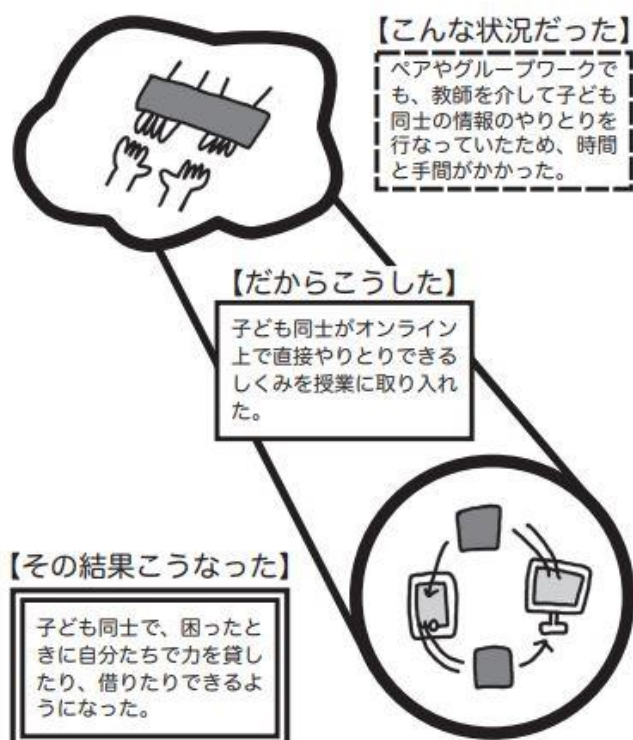 【こんな状況だった】
ペアやグループワークで
も、教師を介して子ども
同士の情報のやりとりを
行なっていたため、時間
と手間がかかった。
【だからこうした】
子ども同士がオンライン
上で直接やりとりできる
しくみを授業に取り入れ
た。
【その結果こうなった】
子ども同士で、困ったと
きに自分たちで力を貸し
たり、借りたりできるよ
うになった。